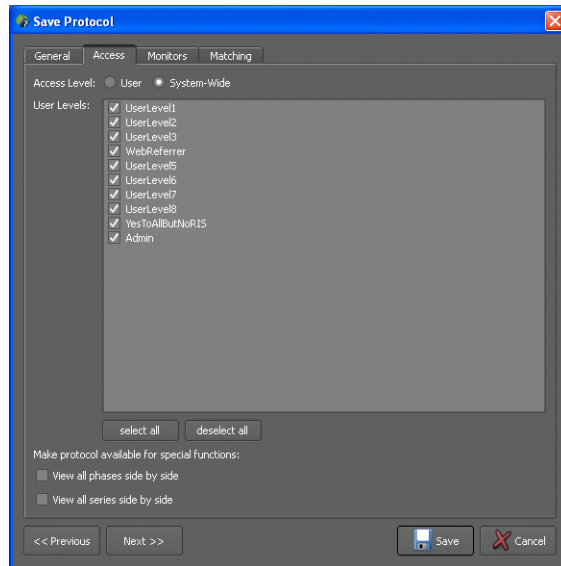 Save Protocol
General Access Monitors Matching
Access Level: User System-Wide
User Levels:
UserLevel1
UserLevel2
UserLevel3
WebReferrer
UserLevel5
UserLevel6
UserLevel7
UserLevel8
YesToAllButNoRIS
Admin
select all deselect all
Make protocol available for special functions:
View all phases side by side
View all series side by side
<< Previous Next >> Save Cancel